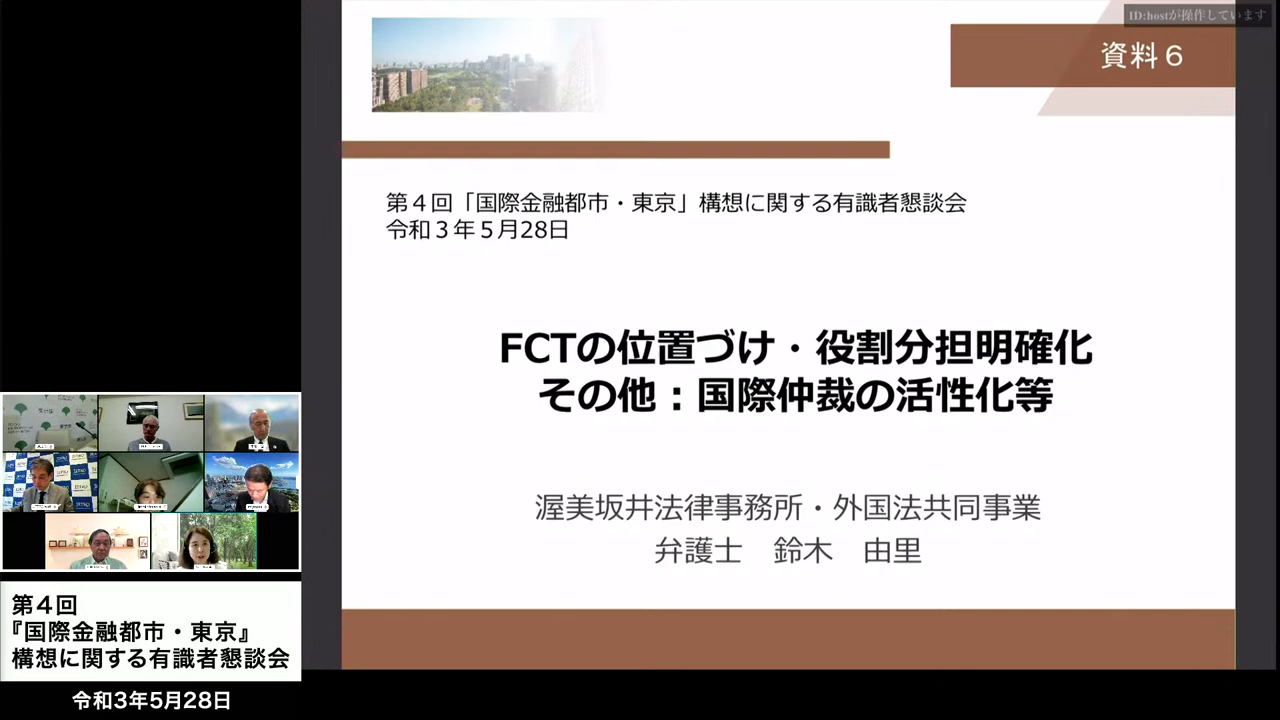 ID:hostが操作しています
資料６
第４回「国際金融都市・東京」構想に関する有識者懇談会
令和３年５月28日
FCTの位置づけ・役割分担明確化
その他：国際仲裁の活性化等
渥美坂井法律事務所・外国法共同事業
弁護士　鈴木　由里
第４回
『国際金融都市・東京』
構想に関する有識者懇談会
令和3年5月28日